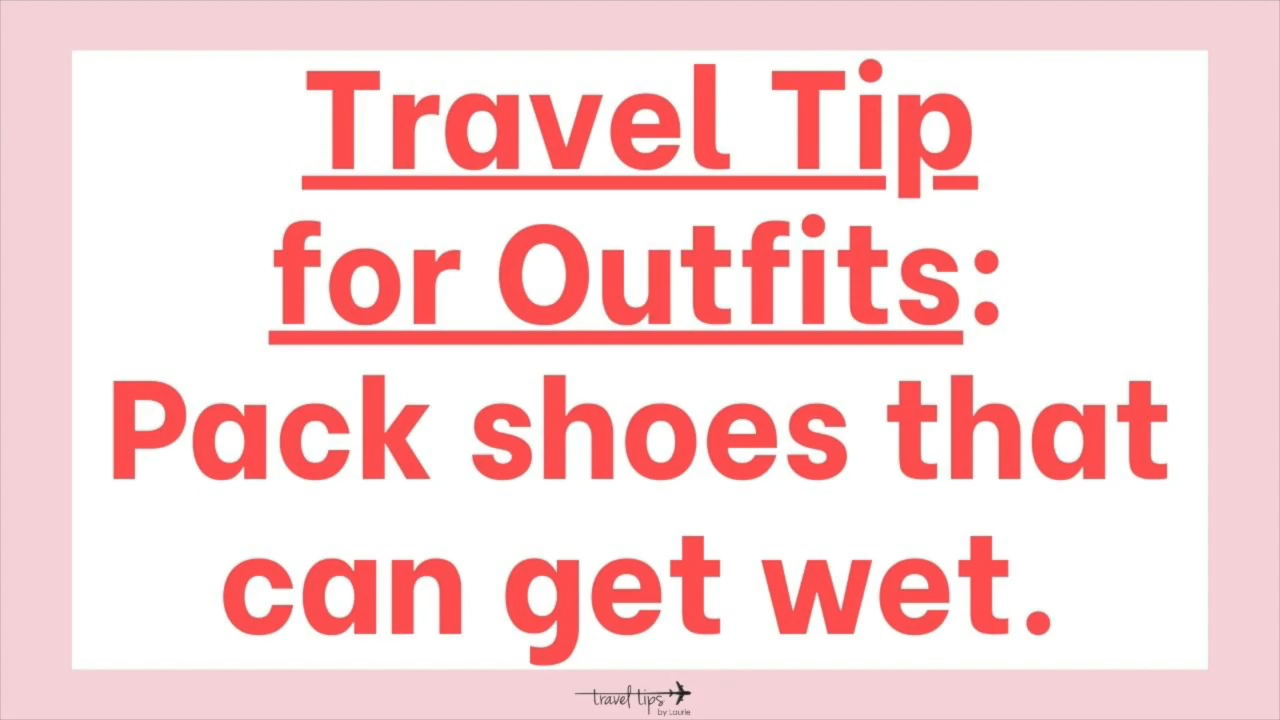 Travel Tip
for Outfits:
Pack shoes that
can get wet.
travel tips
by Laurie